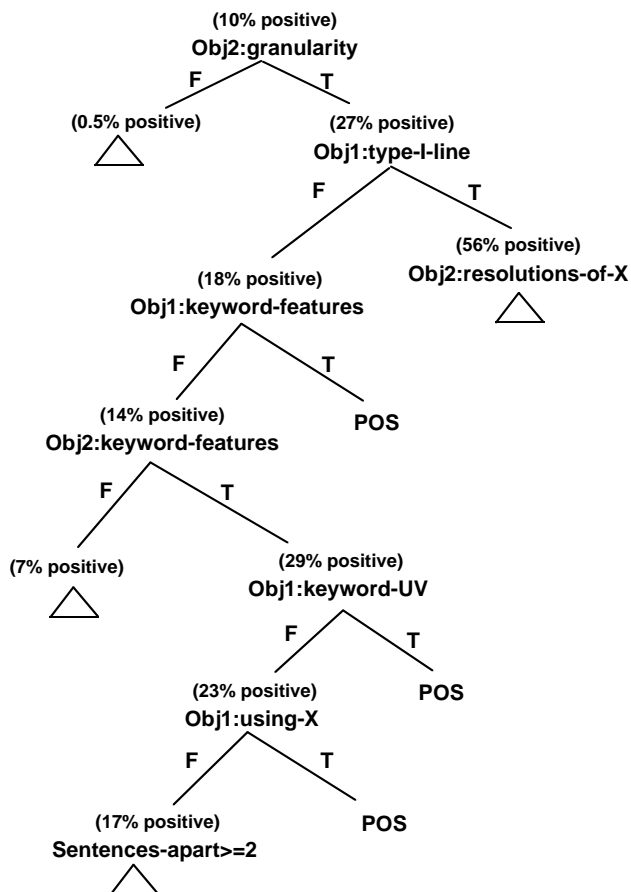 (10% positive)
Obj2:granularity
F T
(0.5% positive) (27% positive)
Obj1:type-I-line
F T
(18% positive) (56% positive)
Obj1:keyword-features Obj2:resolutions-of-X
F T
(14% positive) POS
Obj2:keyword-features
F T
(7% positive) (29% positive)
Obj1:keyword-UV
F T
(23% positive) POS
Obj1:using-X
F T
(17% positive) POS
Sentences-apart>=2